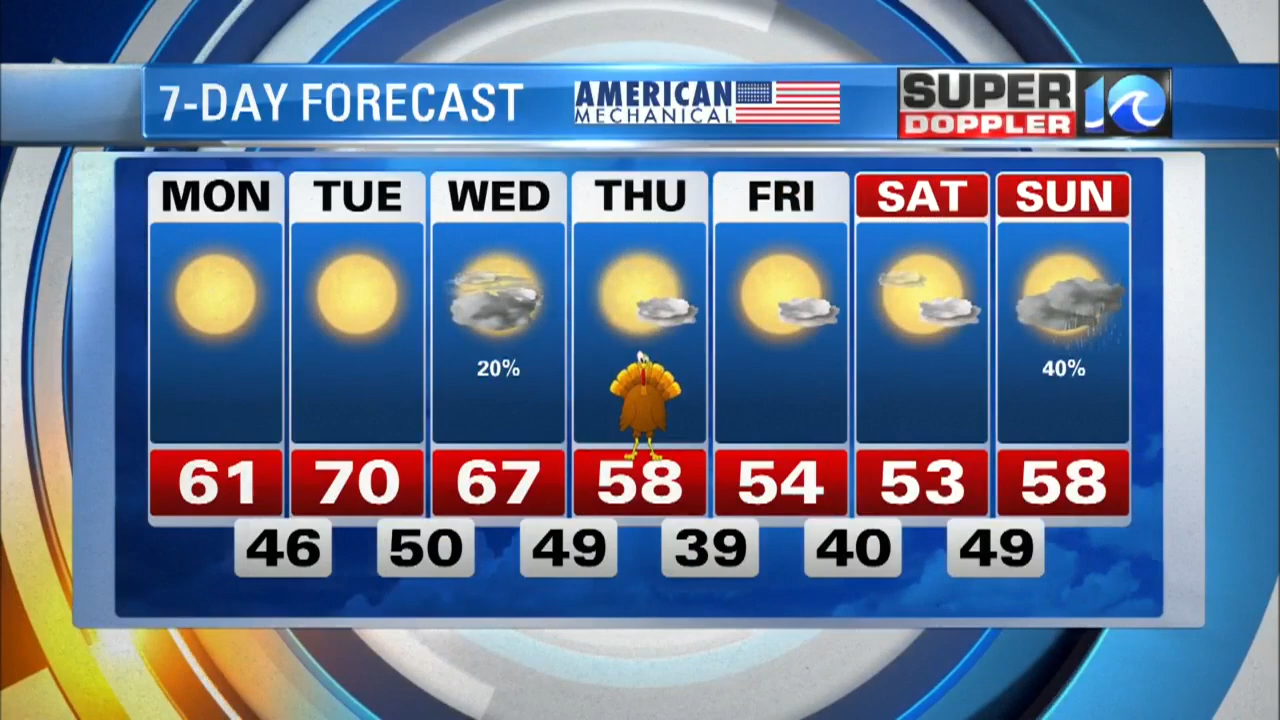 7-DAY FORECAST
AMERICAN
MECHANICAL
SUPER
DOPPLER
10
MON TUE WED THU FRI SAT SUN
20% 40%
61 70 67 58 54 53 58
46 50 49 39 40 49